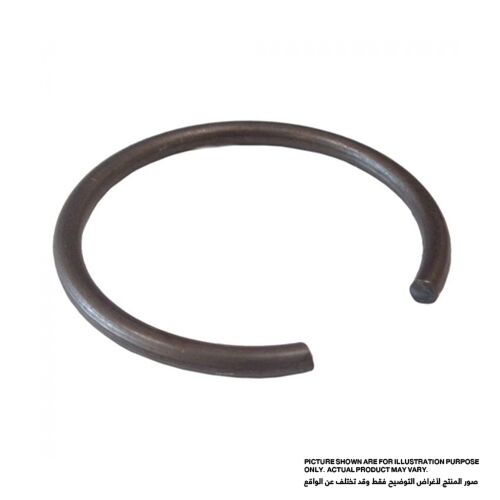 PICTURE SHOWN ARE FOR ILLUSTRATION PURPOSE
ONLY. ACTUAL PRODUCT MAY VARY.
صور المنتج لأغراض التوضيح فقط وقد تختلف عن الواقع